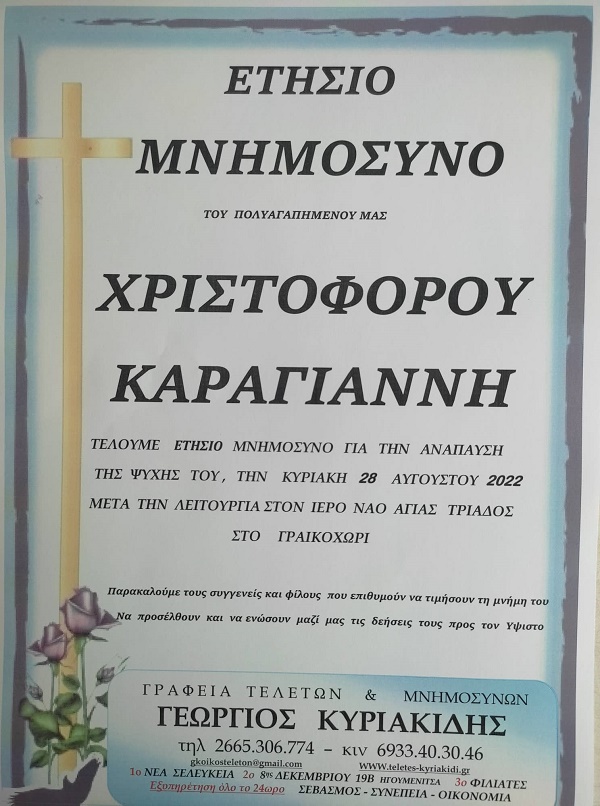 ΕΤΗΣΙΟ
ΜΝΗΜΟΣΥΝΟ
ΤΟΥ ΠΟΛΥΑΓΑΠΗΜΕΝΟΥ ΜΑΣ
ΧΡΙΣΤΟΦΟΡΟΥ
ΚΑΡΑΓΙΑΝΝΗ
ΤΕΛΟΥΜΕ ΕΤΗΣΙΟ ΜΝΗΜΟΣΥΝΟ ΓΙΑ ΤΗΝ ΑΝΑΠΑΥΣΗ
ΤΗΣ ΨΥΧΗΣ ΤΟΥ, ΤΗΝ ΚΥΡΙΑΚΗ 28 ΑΥΓΟΥΣΤΟΥ 2022
ΜΕΤΑ ΤΗΝ ΛΕΙΤΟΥΡΓΙΑ ΣΤΟΝ ΙΕΡΟ ΝΑΟ ΑΓΙΑΣ ΤΡΙΑΔΟΣ
ΣΤΟ ΓΡΑΙΚΟΧΩΡΙ
Παρακαλούμε τους συγγενείς και φίλους που επιθυμούν να τιμήσουν τη μνήμη του
Να προσέλθουν και να ενώσουν μαζί μας τις δεήσεις τους προς τον Υψιστο
ΓΡΑΦΕΙΑ ΤΕΛΕΤΩΝ & ΜΝΗΜΟΣΥΝΩΝ
ΓΕΩΡΓΙΟΣ ΚΥΡΙΑΚΙΔΗΣ
τηλ 2665.306.774 - κιν 6933.40.30.46
gkoikosteleton@gmail.com WWW.teletes-kyriakidi.gr
1ο ΝΕΑ ΣΕΛΕΥΚΕΙΑ 2ο 8ης ΔΕΚΕΜΒΡΙΟΥ 19Β ΗΓΟΥΜΕΝΙΤΣΑ 3ο ΦΙΛΙΑΤΕΣ
Εξυπηρέτηση όλο το 24ωρο ΣΕΒΑΣΜΟΣ - ΣΥΝΕΠΕΙΑ - ΟΙΚΟΝΟΜΙΑ